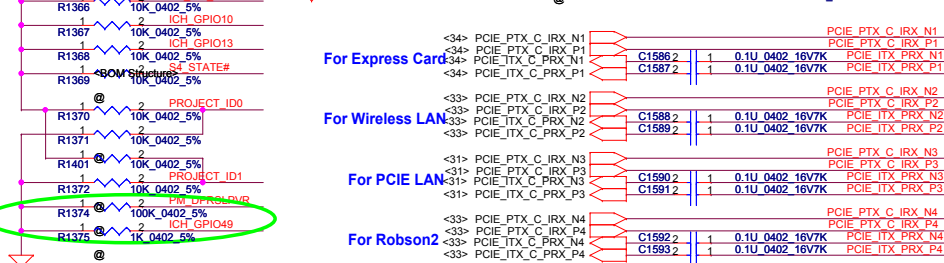 R1366 10K_0402_5%
@
1 2 ICH_GPIO10
R1367 10K_0402_5%
1 2 ICH_GPIO13
R1368 10K_0402_5%
1 2 S4_STATE#
R1369 <BOM Structure> 10K_0402_5%
@
1 2 PROJECT_ID0
R1370 10K_0402_5%
1 2
R1371 10K_0402_5%
1 2
R1401 @ 10K_0402_5%
1 2 PROJECT_ID1
R1372 10K_0402_5%
1 2 PM_DPRSLPVR
R1374 @ 100K_0402_5%
1 2 ICH_GPIO49
R1375 @ 1K_0402_5%
@
For Express Card
<34> PCIE_PTX_C_IRX_N1 PCIE_PTX_C_IRX_N1
<34> PCIE_PTX_C_IRX_P1 PCIE_PTX_C_IRX_P1
<34> PCIE_ITX_C_PRX_N1 C1586 2 1 0.1U_0402_16V7K PCIE_ITX_PRX_N1
<34> PCIE_ITX_C_PRX_P1 C1587 2 1 0.1U_0402_16V7K PCIE_ITX_PRX_P1
For Wireless LAN
<33> PCIE_PTX_C_IRX_N2 PCIE_PTX_C_IRX_N2
<33> PCIE_PTX_C_IRX_P2 PCIE_PTX_C_IRX_P2
<33> PCIE_ITX_C_PRX_N2 C1588 2 1 0.1U_0402_16V7K PCIE_ITX_PRX_N2
<33> PCIE_ITX_C_PRX_P2 C1589 2 1 0.1U_0402_16V7K PCIE_ITX_PRX_P2
For PCIE LAN
<31> PCIE_PTX_C_IRX_N3 PCIE_PTX_C_IRX_N3
<31> PCIE_PTX_C_IRX_P3 PCIE_PTX_C_IRX_P3
<31> PCIE_ITX_C_PRX_N3 C1590 2 1 0.1U_0402_16V7K PCIE_ITX_PRX_N3
<31> PCIE_ITX_C_PRX_P3 C1591 2 1 0.1U_0402_16V7K PCIE_ITX_PRX_P3
For Robson2
<33> PCIE_PTX_C_IRX_N4 PCIE_PTX_C_IRX_N4
<33> PCIE_PTX_C_IRX_P4 PCIE_PTX_C_IRX_P4
<33> PCIE_ITX_C_PRX_N4 C1592 2 1 0.1U_0402_16V7K PCIE_ITX_PRX_N4
<33> PCIE_ITX_C_PRX_P4 C1593 2 1 0.1U_0402_16V7K PCIE_ITX_PRX_P4